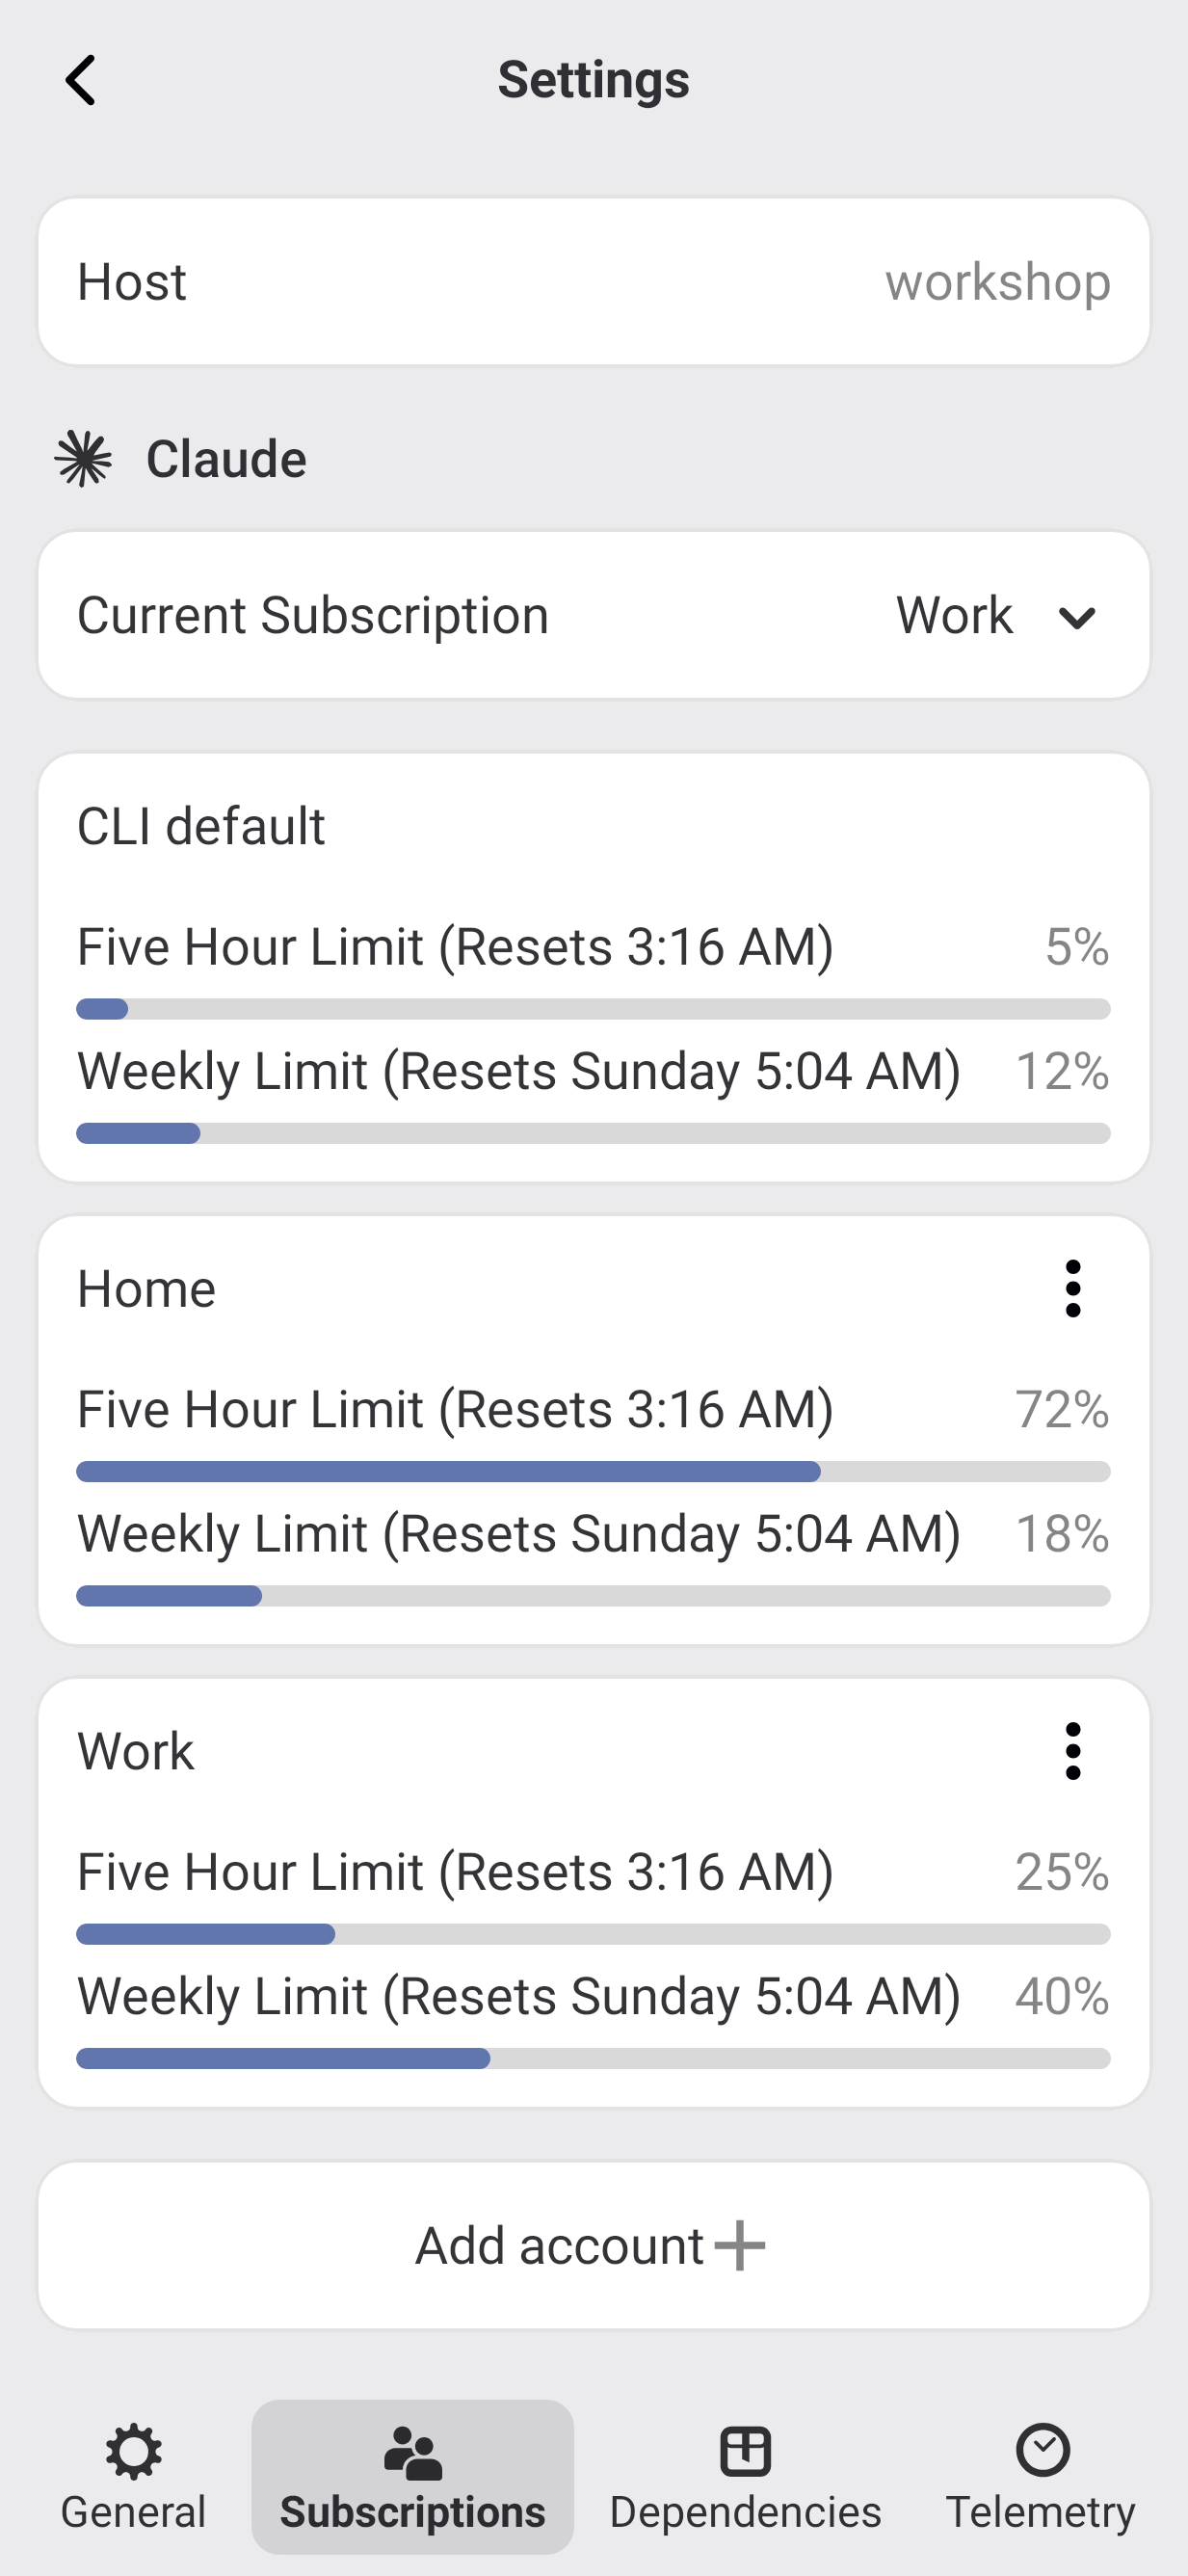 Settings
Host workshop
Claude
Current Subscription Work
CLI default
Five Hour Limit (Resets 3:16 AM) 5%
Weekly Limit (Resets Sunday 5:04 AM) 12%
Home
Five Hour Limit (Resets 3:16 AM) 72%
Weekly Limit (Resets Sunday 5:04 AM) 18%
Work
Five Hour Limit (Resets 3:16 AM) 25%
Weekly Limit (Resets Sunday 5:04 AM) 40%
Add account
General Subscriptions Dependencies Telemetry